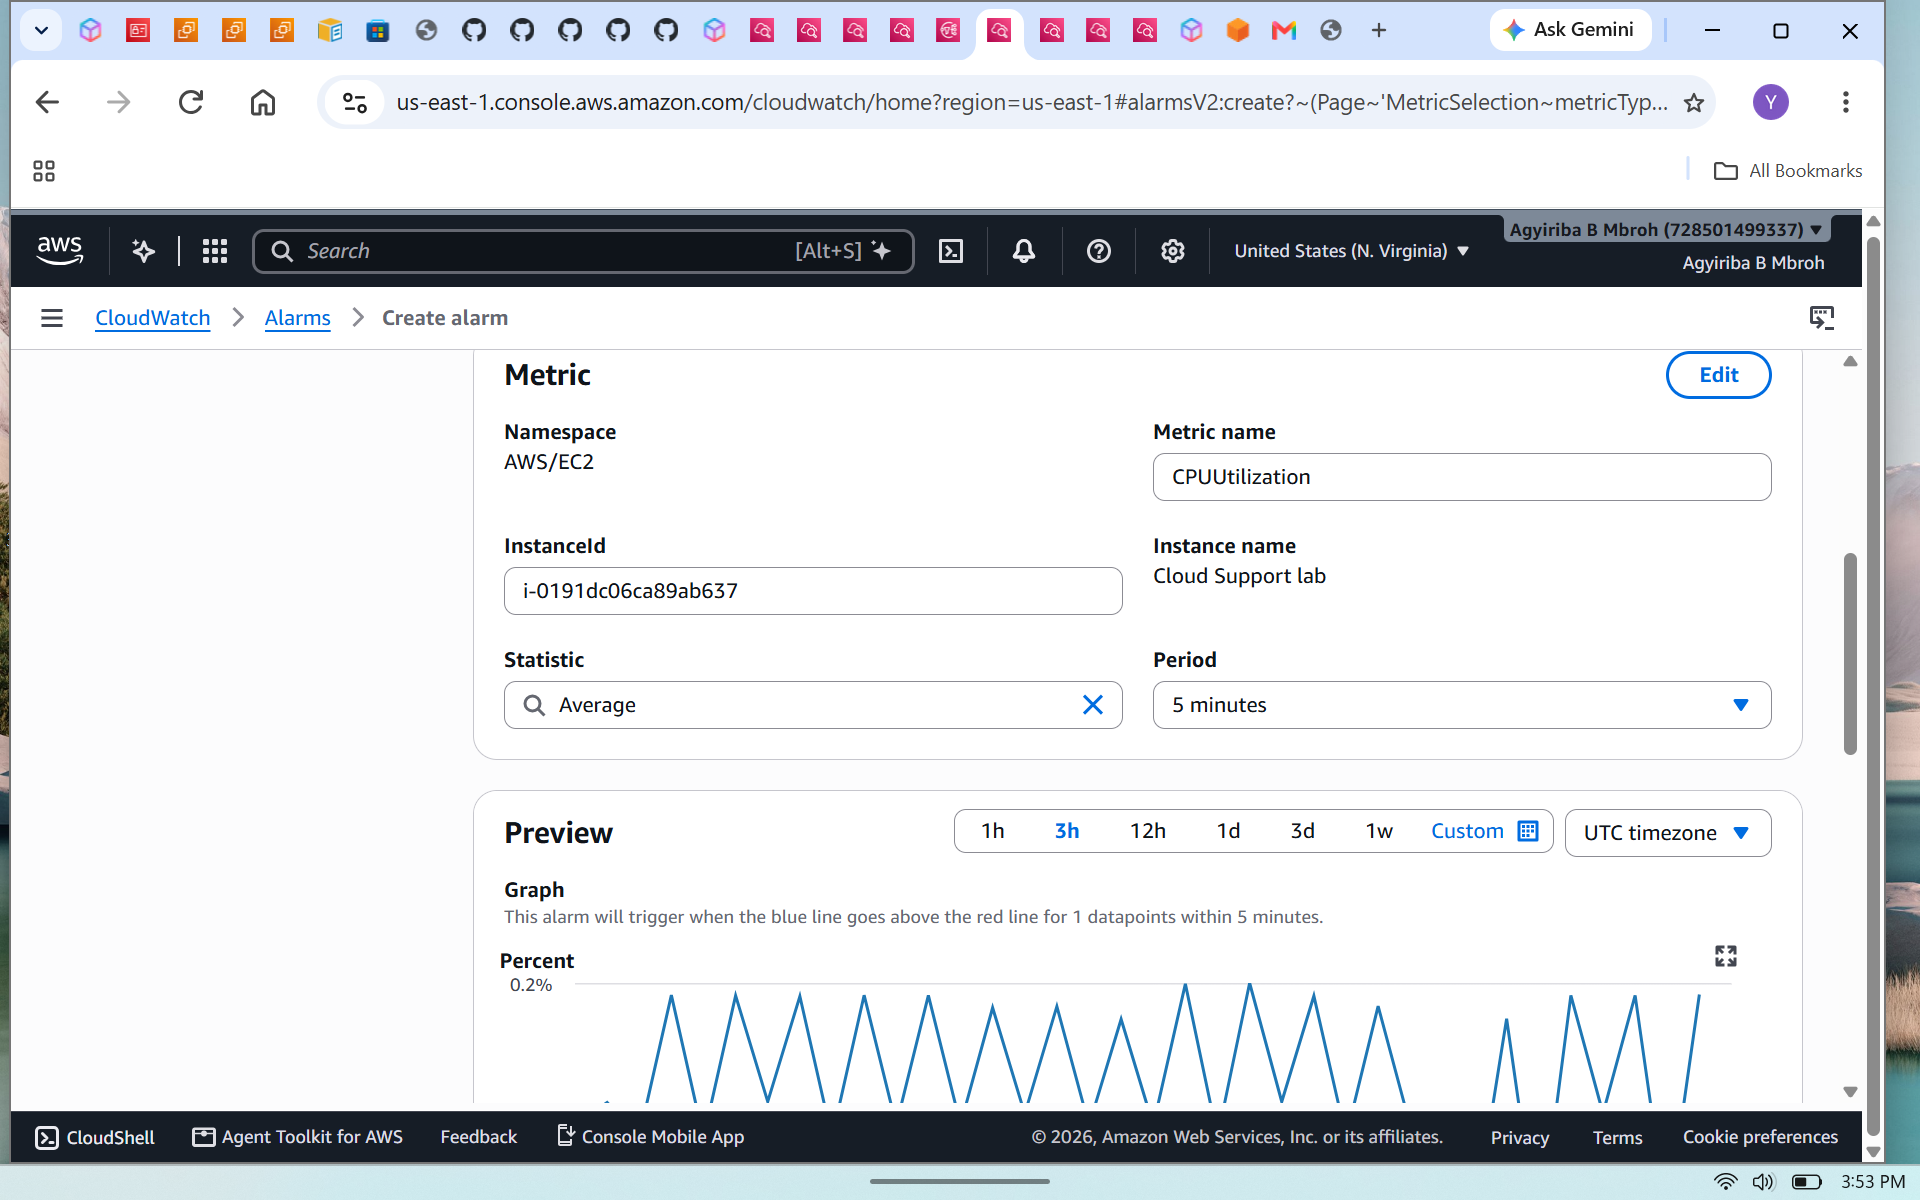 Ask Gemini
us-east-1.console.aws.amazon.com/cloudwatch/home?region=us-east-1#alarmsV2:create?~(Page~'MetricSelection~metricTyp...
Y
All Bookmarks
aws
Search
[Alt+S]
United States (N. Virginia)
Agyiriba B Mbroh (728501499337)
Agyiriba B Mbroh
CloudWatch
Alarms
Create alarm
Metric
Edit
Namespace
AWS/EC2
Metric name
CPUUtilization
InstanceId
i-0191dc06ca89ab637
Instance name
Cloud Support lab
Statistic
Average
Period
5 minutes
Preview
1h 3h 12h 1d 3d 1w Custom
UTC timezone
Graph
This alarm will trigger when the blue line goes above the red line for 1 datapoints within 5 minutes.
Percent
0.2%
CloudShell
Agent Toolkit for AWS
Feedback
Console Mobile App
© 2026, Amazon Web Services, Inc. or its affiliates.
Privacy
Terms
Cookie preferences
3:53 PM